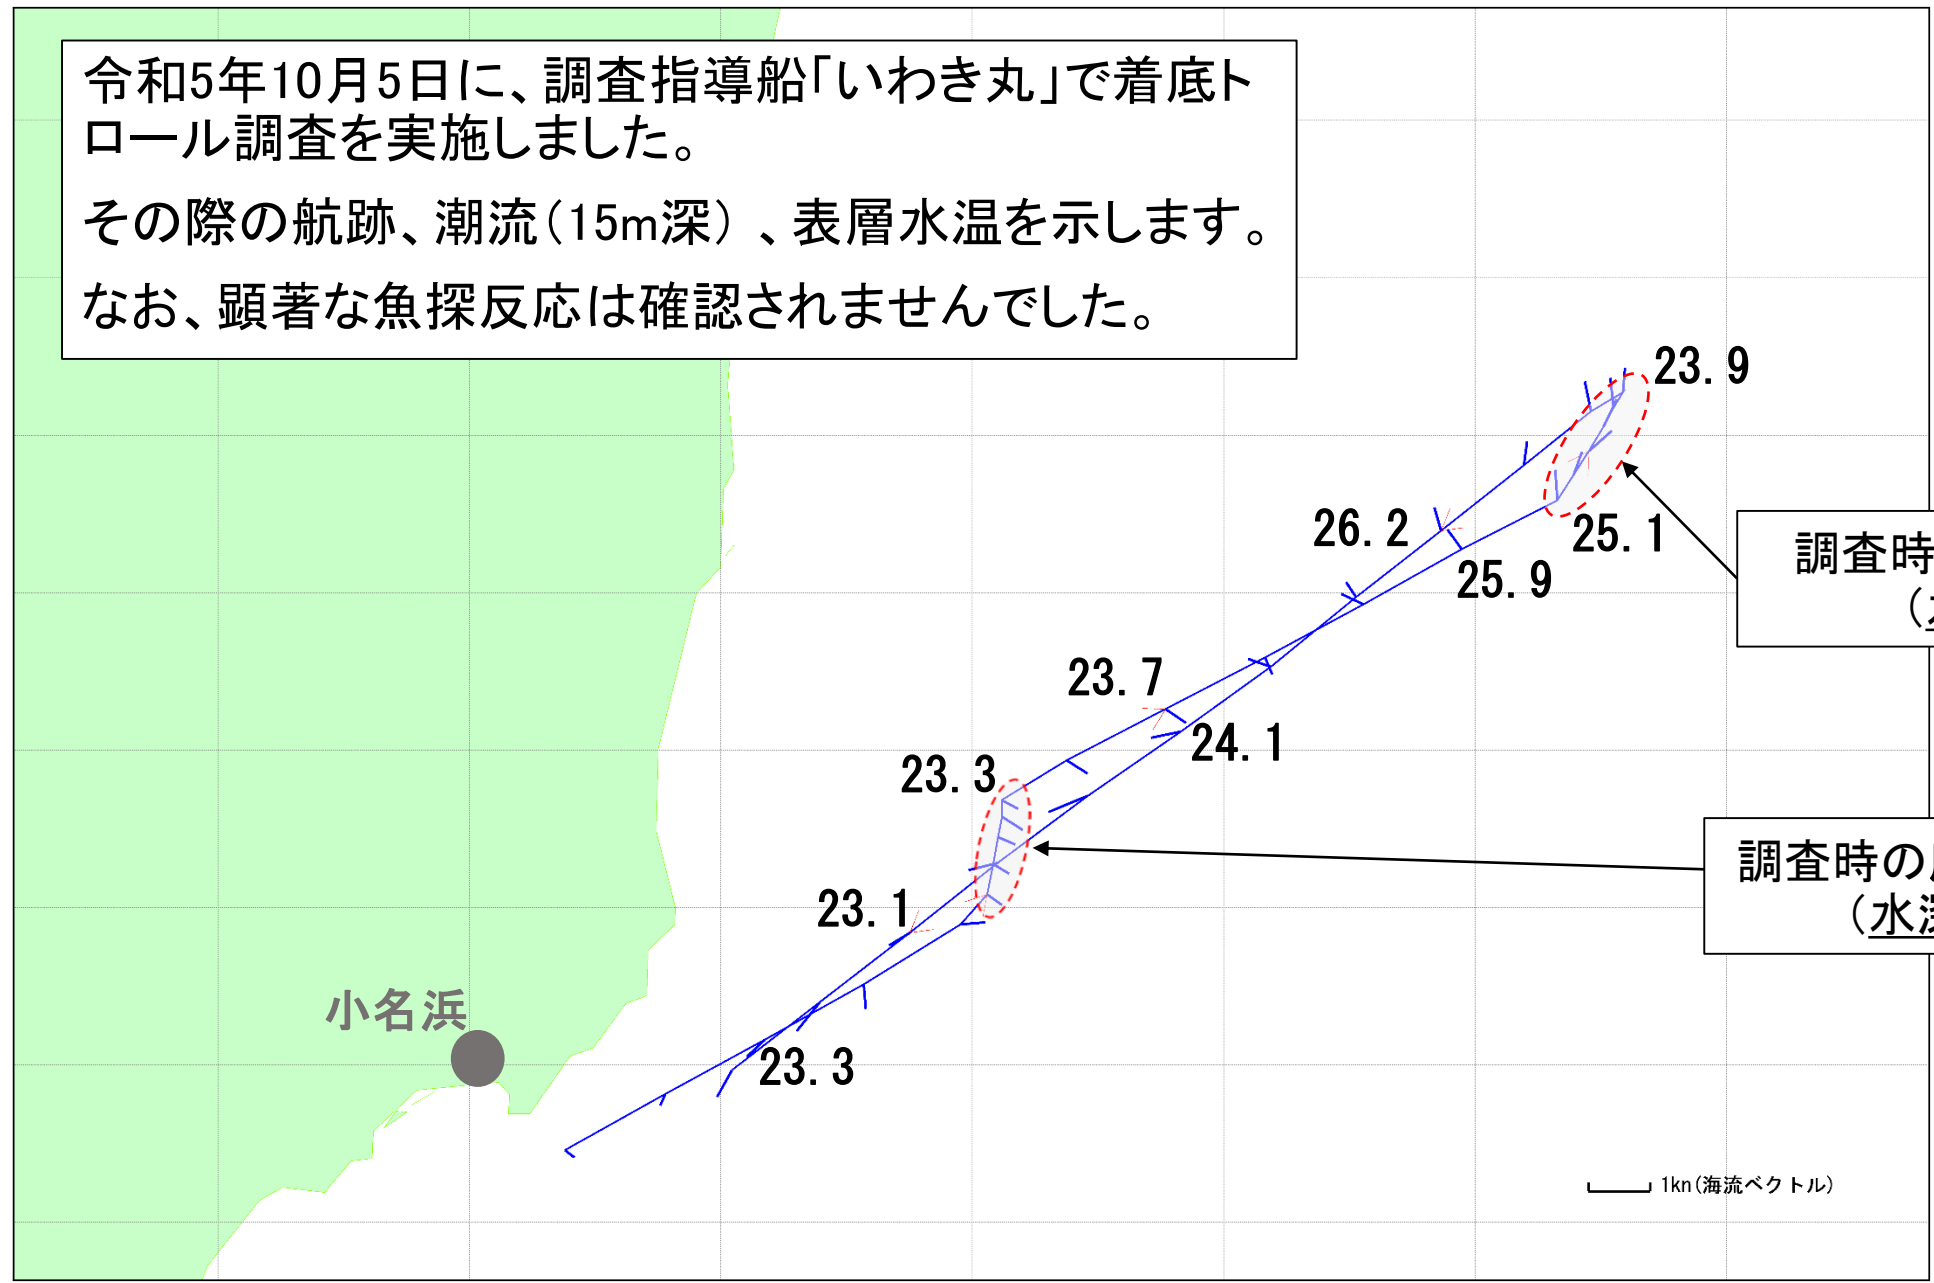 令和5年10月5日に、調査指導船「いわき丸」で着底ト
ロール調査を実施しました。
その際の航跡、潮流（15m深）、表層水温を示します。
なお、顕著な魚探反応は確認されませんでした。
23.9
26.2
25.1
調査時
25.9
（
23.7
24.1
23.3
調査時の
（水深
23.1
小名浜
23.3
1kn(海流ベクトル)